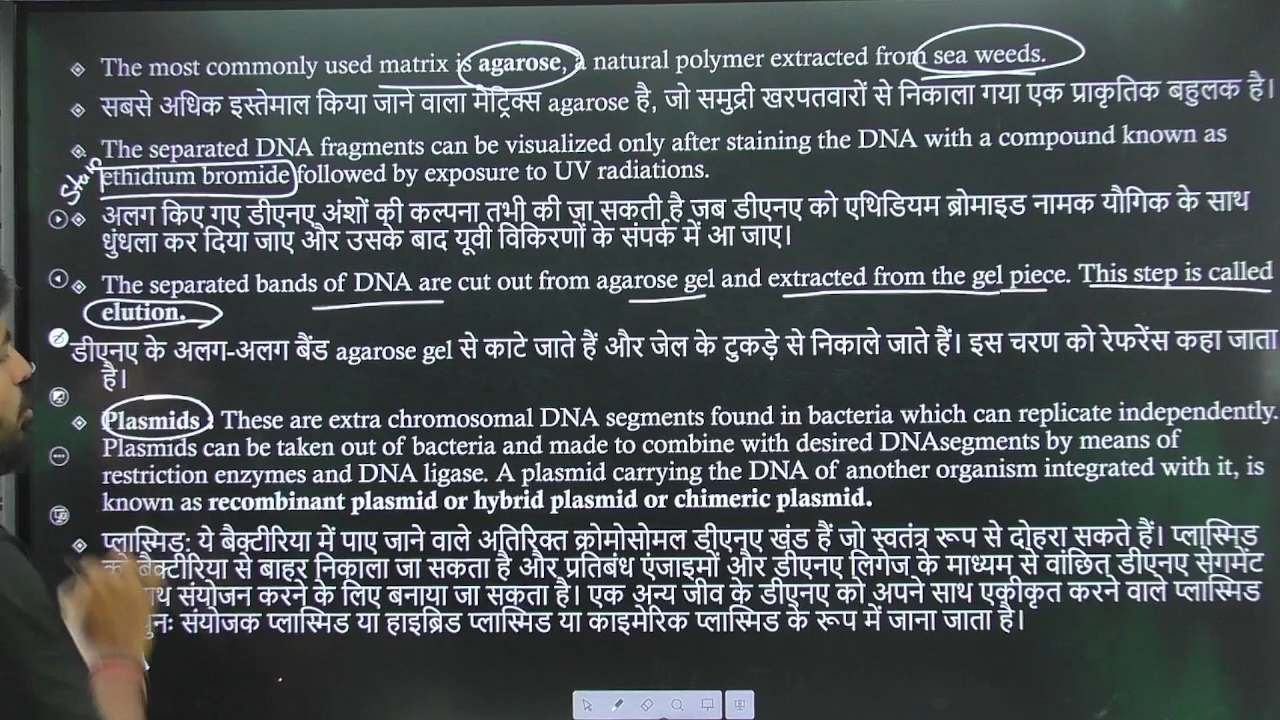 The most commonly used matrix is agarose, a natural polymer extracted from sea weeds.
सबसे अधिक इस्तेमाल किया जाने वाला मैट्रिक्स agarose है, जो समुद्री खरपतवारों से निकाला गया एक प्राकृतिक बहुलक है।
The separated DNA fragments can be visualized only after staining the DNA with a compound known as
Stain
ethidium bromide followed by exposure to UV radiations.
अलग किए गए डीएनए अंशों की कल्पना तभी की जा सकती है जब डीएनए को एथिडियम ब्रोमाइड नामक यौगिक के साथ
धुंधला कर दिया जाए और उसके बाद यूवी विकिरणों के संपर्क में आ जाए।
The separated bands of DNA are cut out from agarose gel and extracted from the gel piece. This step is called
elution.
डीएनए के अलग-अलग बैंड agarose gel से काटे जाते हैं और जेल के टुकड़े से निकाले जाते हैं। इस चरण को रेफरेंस कहा जाता
है।
Plasmids : These are extra chromosomal DNA segments found in bacteria which can replicate independently.
Plasmids can be taken out of bacteria and made to combine with desired DNAsegments by means of
restriction enzymes and DNA ligase. A plasmid carrying the DNA of another organism integrated with it, is
known as recombinant plasmid or hybrid plasmid or chimeric plasmid.
प्लास्मिड: ये बैक्टीरिया में पाए जाने वाले अतिरिक्त क्रोमोसोमल डीएनए खंड हैं जो स्वतंत्र रूप से दोहरा सकते हैं। प्लास्मिड
बैक्टीरिया से बाहर निकाला जा सकता है और प्रतिबंध एंजाइमों और डीएनए लिगेज के माध्यम से वांछित डीएनए सेगमेंट
संयोजन करने के लिए बनाया जा सकता है। एक अन्य जीव के डीएनए को अपने साथ एकीकृत करने वाले प्लास्मिड
संयोजक प्लास्मिड या हाइब्रिड प्लास्मिड या काइमेरिक प्लास्मिड के रूप में जाना जाता है।